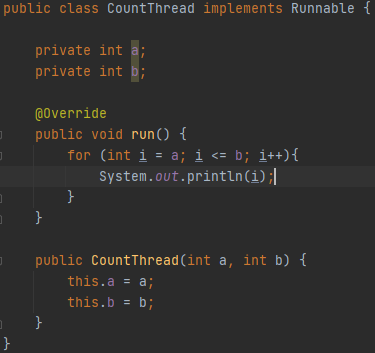 public class CountThread implements Runnable {
private int a;
private int b;
@Override
public void run() {
for (int i = a; i <= b; i++){
System.out.println(i);
}
}
public CountThread(int a, int b) {
this.a = a;
this.b = b;
}
}